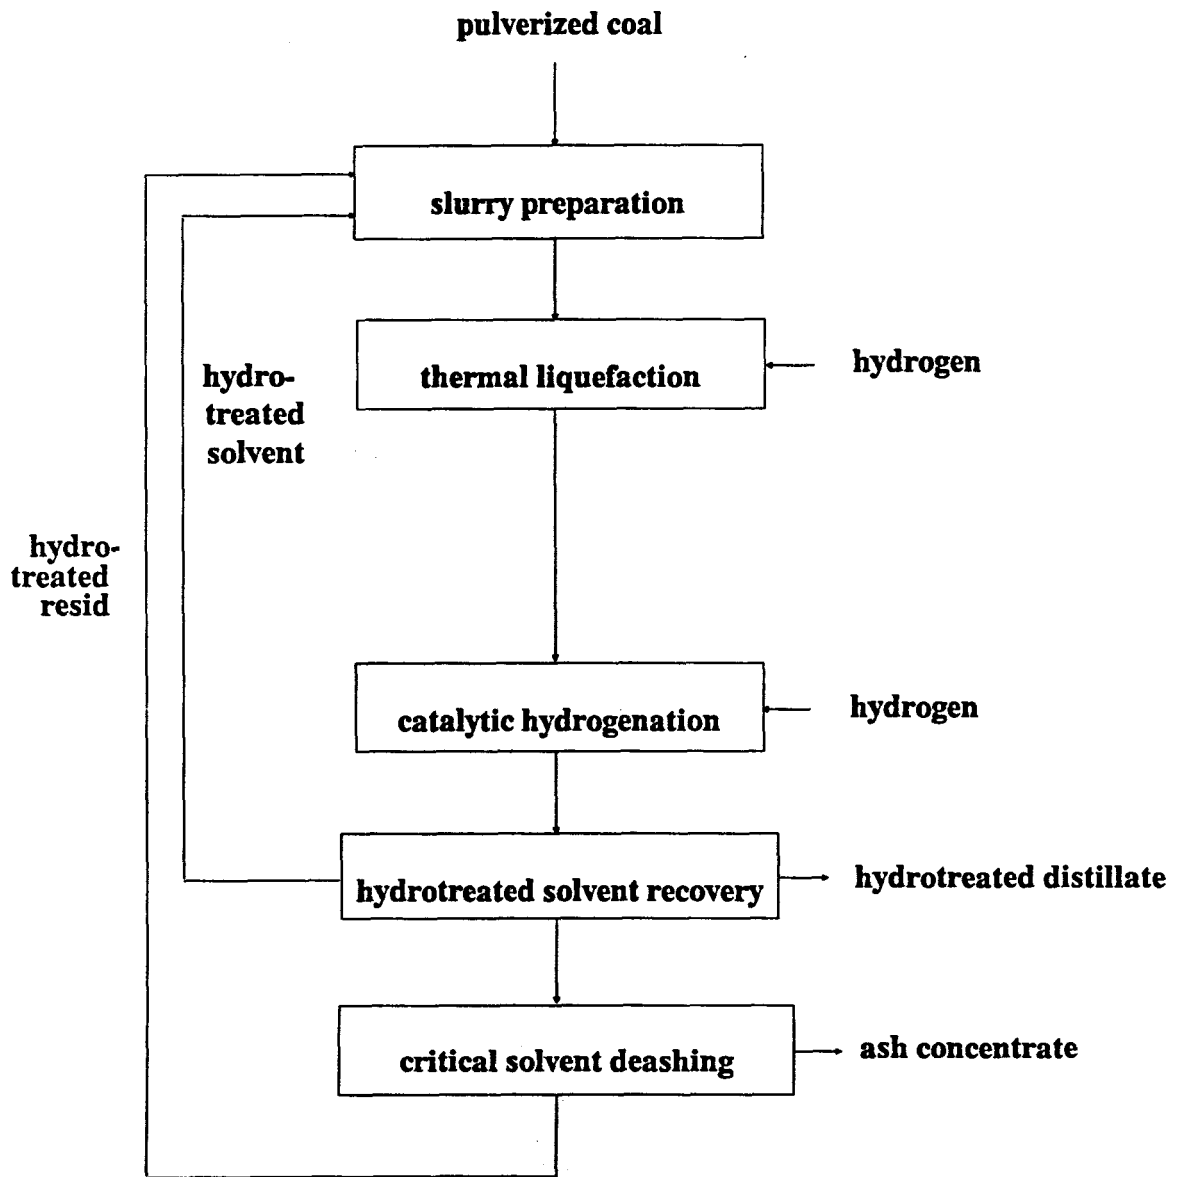 pulverized coal
slurry preparation
thermal liquefaction
hydrogen
hydro-
treated
solvent
hydro-
treated
resid
catalytic hydrogenation
hydrogen
hydrotreated solvent recovery
hydrotreated distillate
critical solvent deashing
ash concentrate